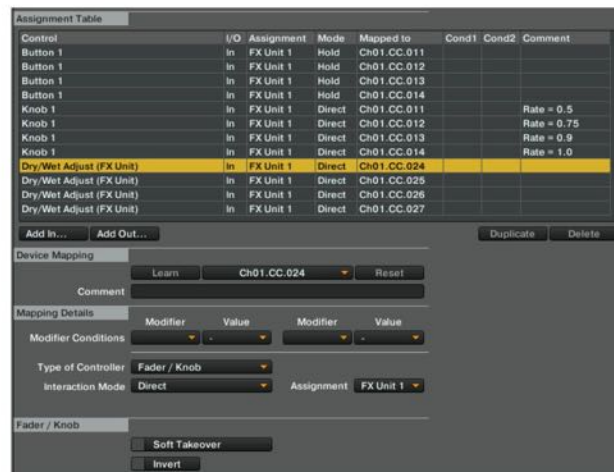 Assignment Table
Control I/O Assignment Mode Mapped to Cond1 Cond2 Comment
Button 1 In FX Unit 1 Hold Ch01.CC.011
Button 1 In FX Unit 1 Hold Ch01.CC.012
Button 1 In FX Unit 1 Hold Ch01.CC.013
Button 1 In FX Unit 1 Hold Ch01.CC.014
Knob 1 In FX Unit 1 Direct Ch01.CC.011 Rate = 0.5
Knob 1 In FX Unit 1 Direct Ch01.CC.012 Rate = 0.75
Knob 1 In FX Unit 1 Direct Ch01.CC.013 Rate = 0.9
Knob 1 In FX Unit 1 Direct Ch01.CC.014 Rate = 1.0
Dry/Wet Adjust (FX Unit) In FX Unit 1 Direct Ch01.CC.024
Dry/Wet Adjust (FX Unit) In FX Unit 1 Direct Ch01.CC.025
Dry/Wet Adjust (FX Unit) In FX Unit 1 Direct Ch01.CC.026
Dry/Wet Adjust (FX Unit) In FX Unit 1 Direct Ch01.CC.027
Add In... Add Out... Duplicate Delete
Device Mapping
Learn Ch01.CC.024 Reset
Comment
Mapping Details
Modifier Value Modifier Value
Modifier Conditions - -
Type of Controller Fader / Knob
Interaction Mode Direct Assignment FX Unit 1
Fader / Knob
Soft Takeover
Invert